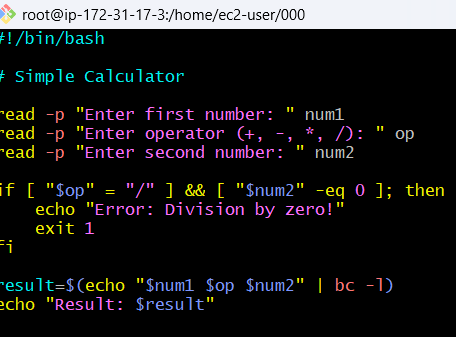 root@ip-172-31-17-3:/home/ec2-user/000
#!/bin/bash
# Simple Calculator
read -p "Enter first number: " num1
read -p "Enter operator (+, -, *, /): " op
read -p "Enter second number: " num2
if [ "$op" = "/" ] && [ "$num2" -eq 0 ]; then
    echo "Error: Division by zero!"
    exit 1
fi
result=$(echo "$num1 $op $num2" | bc -l)
echo "Result: $result"